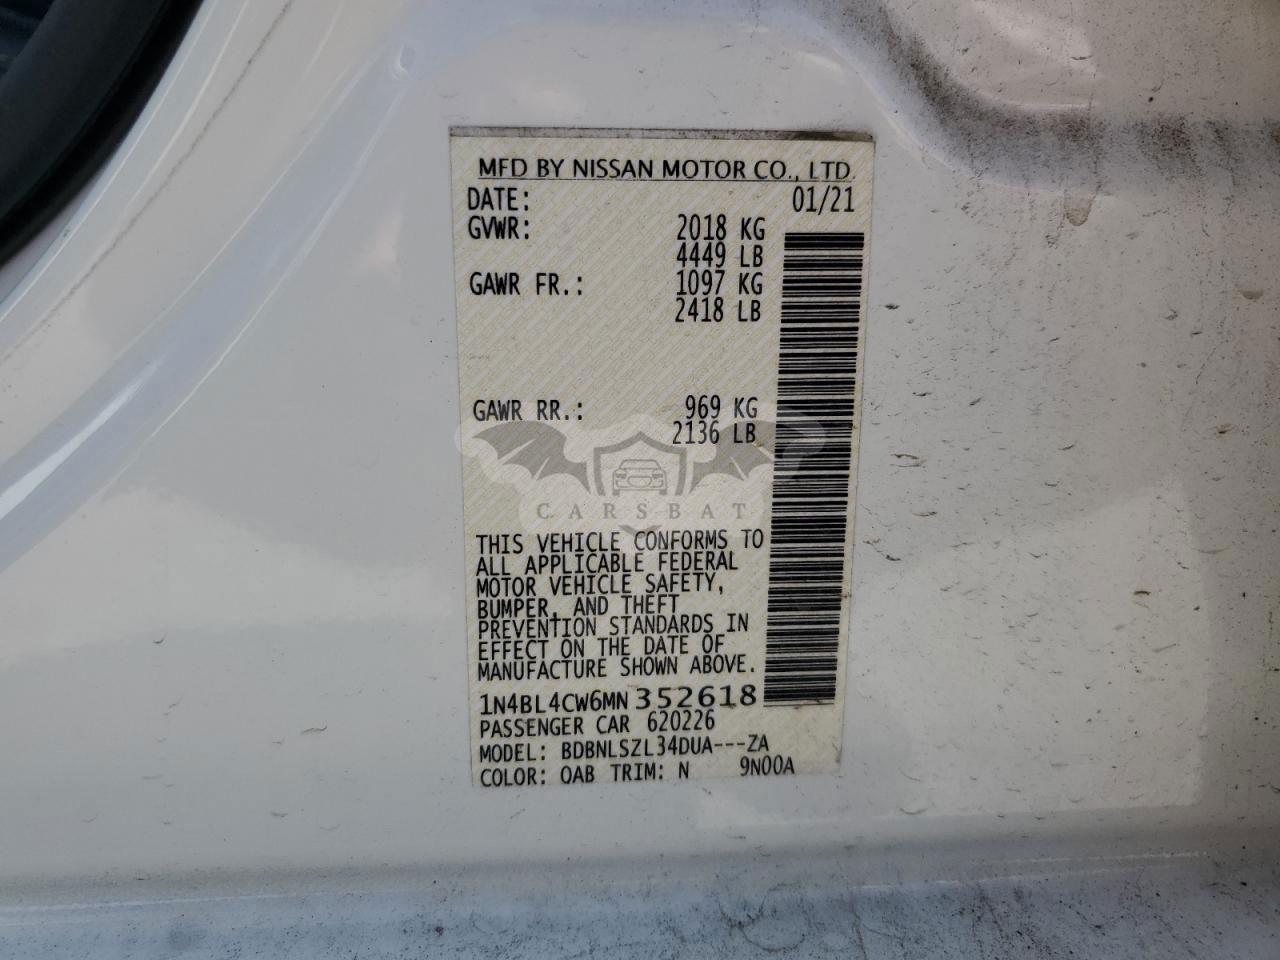 MFD BY NISSAN MOTOR CO., LTD.
DATE: 01/21
GVWR: 2018 KG
4449 LB
GAWR FR.: 1097 KG
2418 LB
GAWR RR.: 969 KG
2136 LB
CARSBAT
THIS VEHICLE CONFORMS TO
ALL APPLICABLE FEDERAL
MOTOR VEHICLE SAFETY,
BUMPER, AND THEFT
PREVENTION STANDARDS IN
EFFECT ON THE DATE OF
MANUFACTURE SHOWN ABOVE.
1N4BL4CW6MN352618
PASSENGER CAR 620226
MODEL: BDBNLSZL34DUA---ZA
COLOR: QAB TRIM: N 9N00A